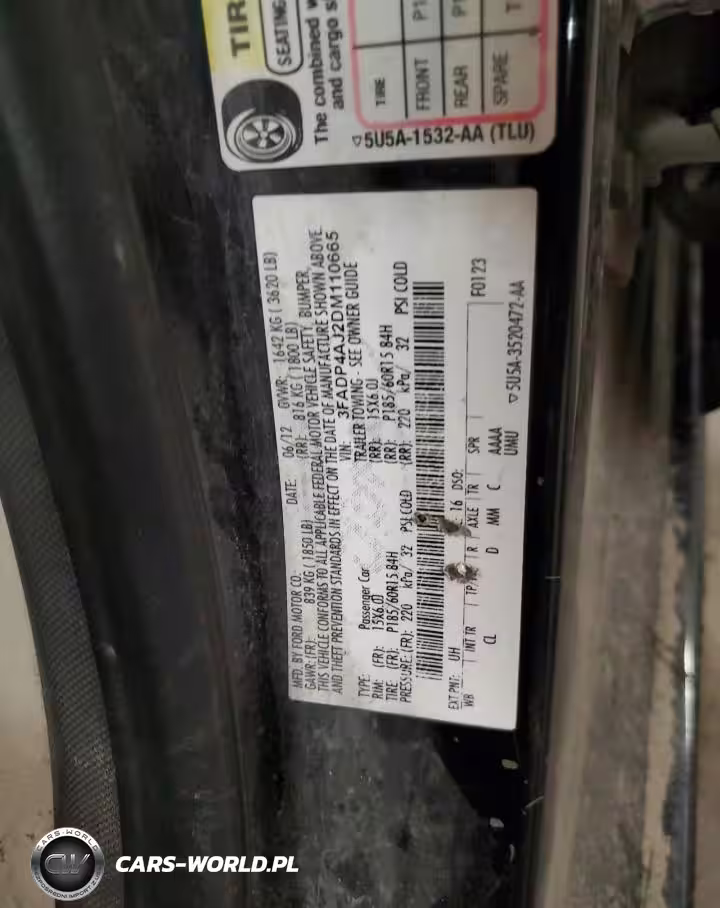 TIR
SEATING
The combined w
and cargo s
TIRE
FRONT P1
REAR P1
SPARE T
▽5U5A-1532-AA (TLU)
MFD. BY FORD MOTOR CO.
DATE: 06/12 GVWR: 1642 KG ( 3620 LB)
GAWR: (FR): 839 KG ( 1850 LB) (RR): 816 KG ( 1800 LB)
THIS VEHICLE CONFORMS TO ALL APPLICABLE FEDERAL MOTOR VEHICLE SAFETY, BUMPER,
AND THEFT PREVENTION STANDARDS IN EFFECT ON THE DATE OF MANUFACTURE SHOWN ABOVE.
VIN: 3FADP4AJ2DM110665
TYPE: Passenger Car TRAILER TOWING - SEE OWNER GUIDE
RIM: (FR): 15X6.0J (RR): 15X6.0J
TIRE: (FR): P185/60R15 84H (RR): P185/60R15 84H
PRESSURE: (FR): 220 kPa/ 32 PSI COLD (RR): 220 kPa/ 32 PSI COLD
EXT PNT: UH 16 DSO: F0123
WB INT TR TP R AXLE TR SPR
CL D MM C AAAA
UMU
▽5U5A-3520472-AA
CARS-WORLD
CW
CARS-WORLD.PL